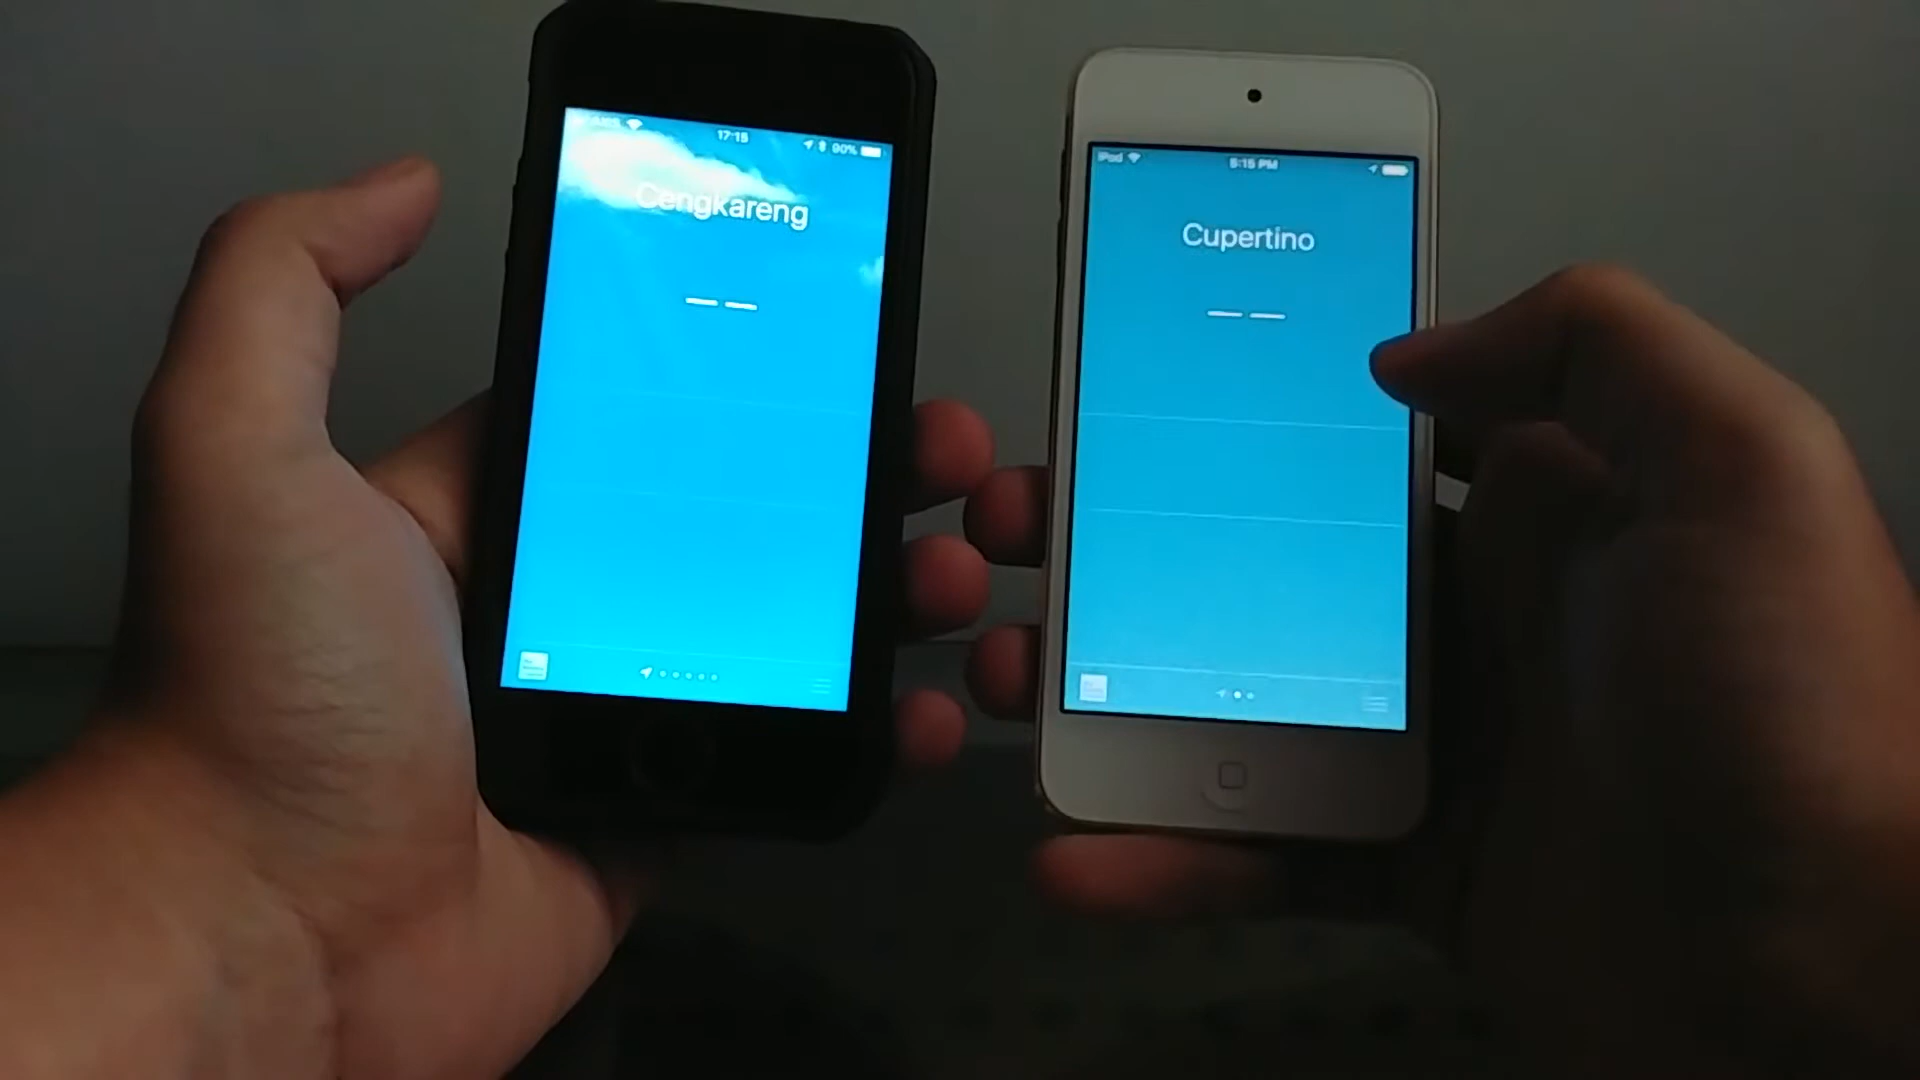 17:15
90%
Cengkareng
— —
iPod
5:15 PM
Cupertino
— —